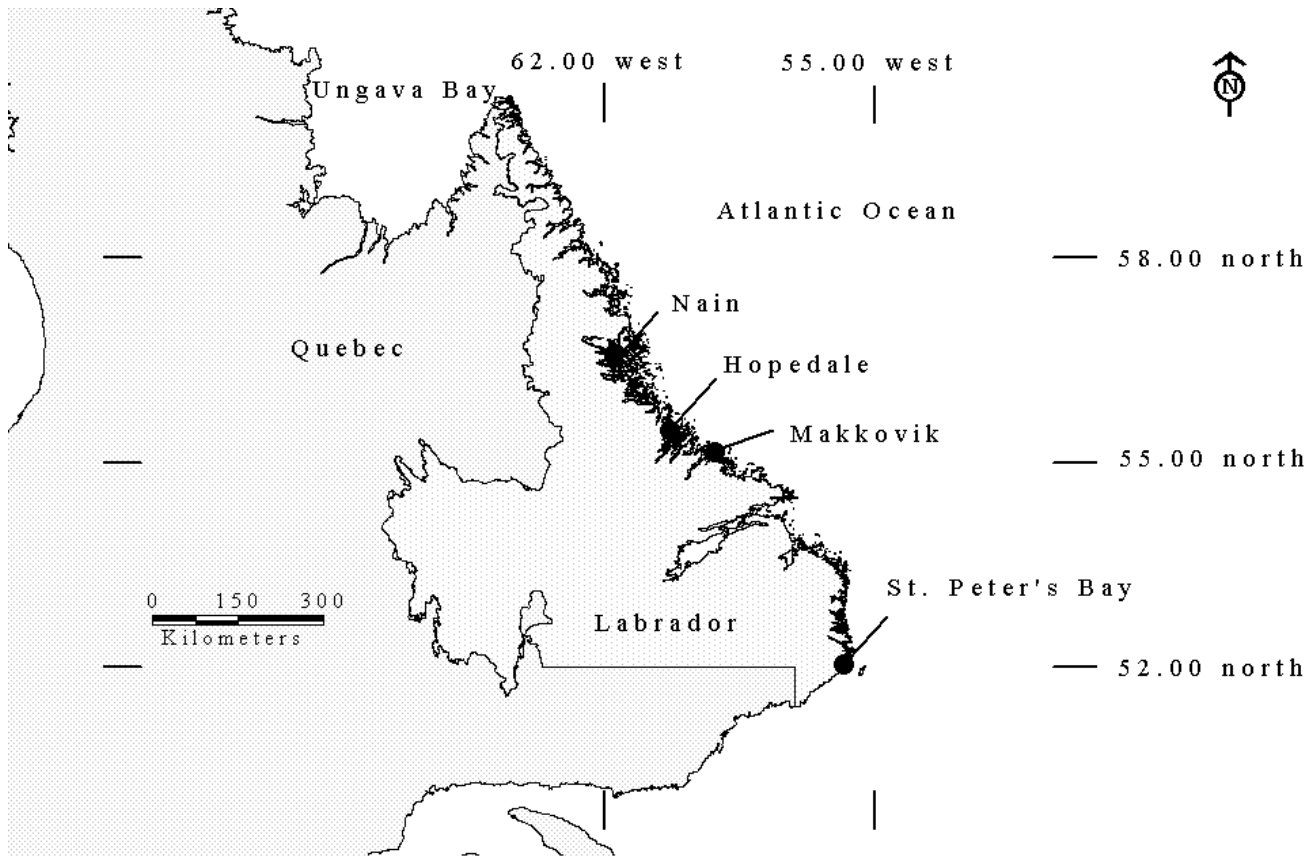 62.00 west
55.00 west
N
Ungava Bay
Atlantic Ocean
58.00 north
Nain
Quebec
Hopedale
Makkovik
55.00 north
St. Peter's Bay
0 150 300
Kilometers
Labrador
52.00 north